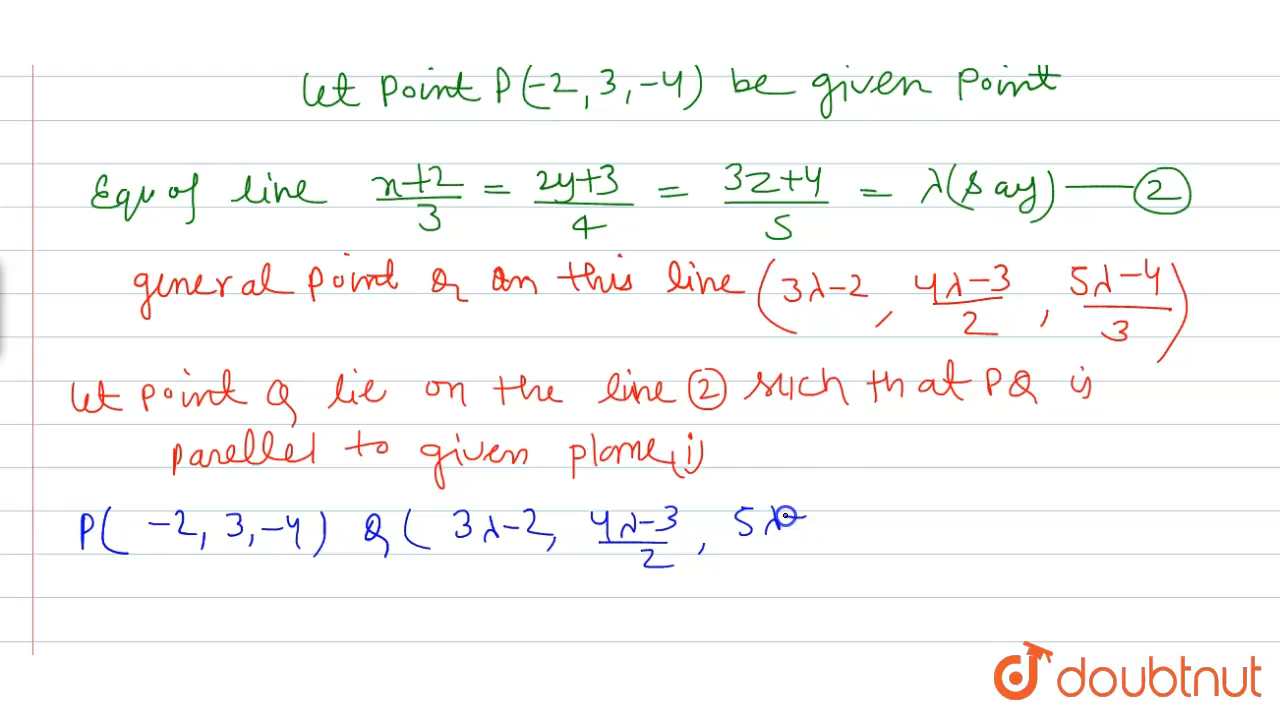 let point P(-2, 3, -4) be given point
Equ of line x+2/3 = 2y+3/4 = 3z+4/5 = λ(say) — ②
general point Q on this line (3λ-2, 4λ-3/2, 5λ-4/3)
let point Q lie on the line ② such that PQ is
parellel to given plane (i)
P( -2, 3, -4) Q( 3λ-2, 4λ-3/2, 5λ
doubtnut